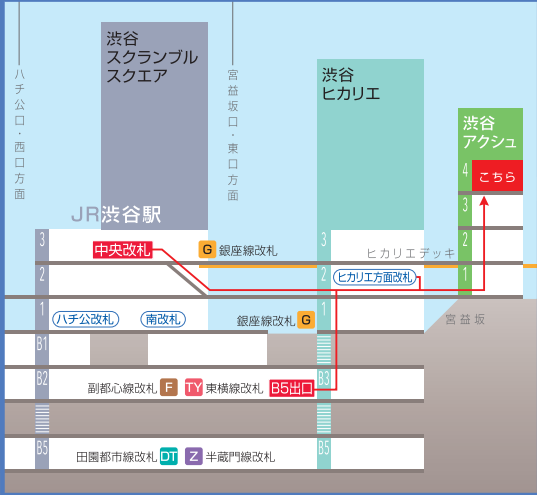 渋谷
スクランブル
スクエア
渋谷
ヒカリエ
渋谷
アクシュ
ハチ公口・西口方面
宮益坂口・東口方面
4
こちら
3
JR渋谷駅
3
中央改札
G 銀座線改札
3
ヒカリエデッキ
2
2
2
ヒカリエ方面改札
1
1
ハチ公改札
南改札
銀座線改札 G
1
宮益坂
B1
B2
副都心線改札 F
TY 東横線改札
B5出口
B3
B5
田園都市線改札 DT
Z 半蔵門線改札
B5